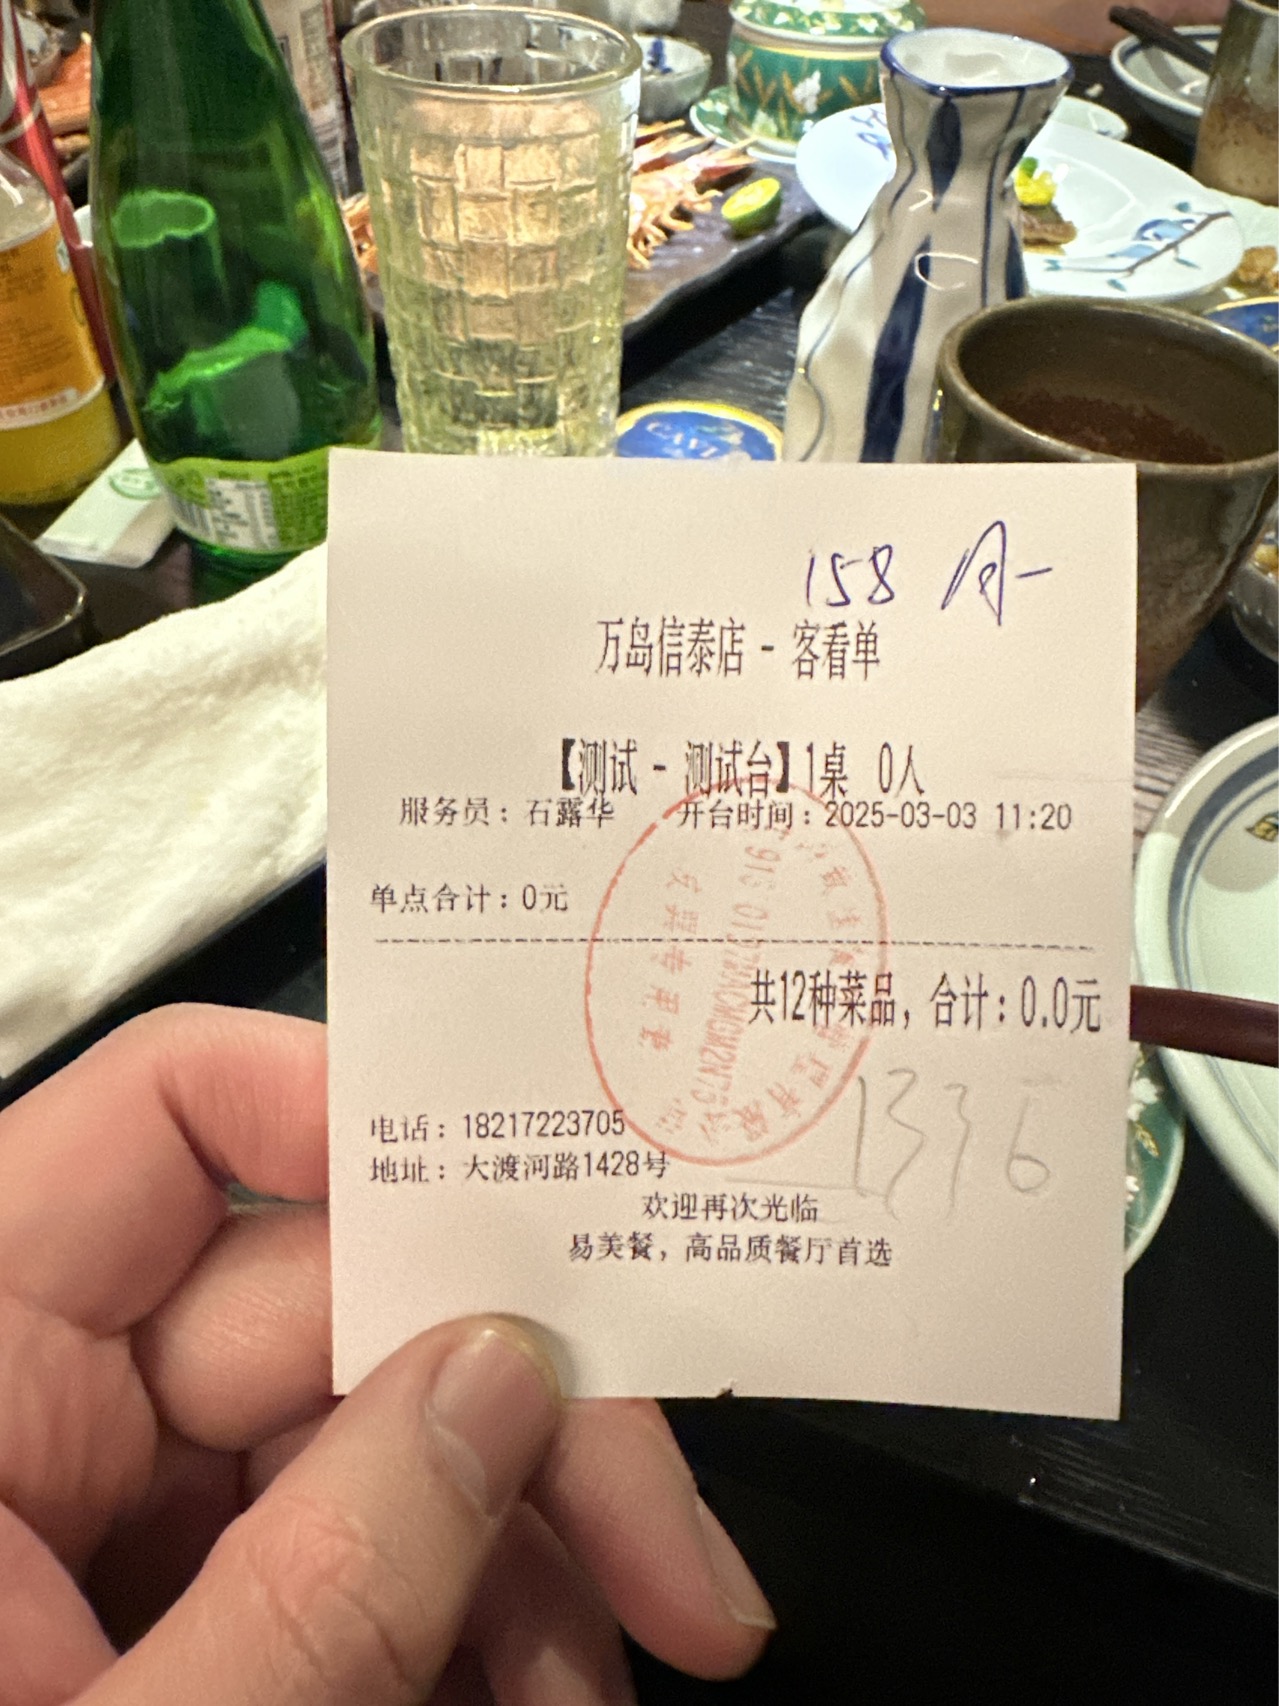 158
万岛信泰店 - 客看单
【测试 - 测试台】1桌 0人
服务员：石露华 开台时间：2025-03-03 11:20
单点合计：0元
共12种菜品，合计：0.0元
1336
电话：18217223705
地址：大渡河路1428号
欢迎再次光临
易美餐，高品质餐厅首选